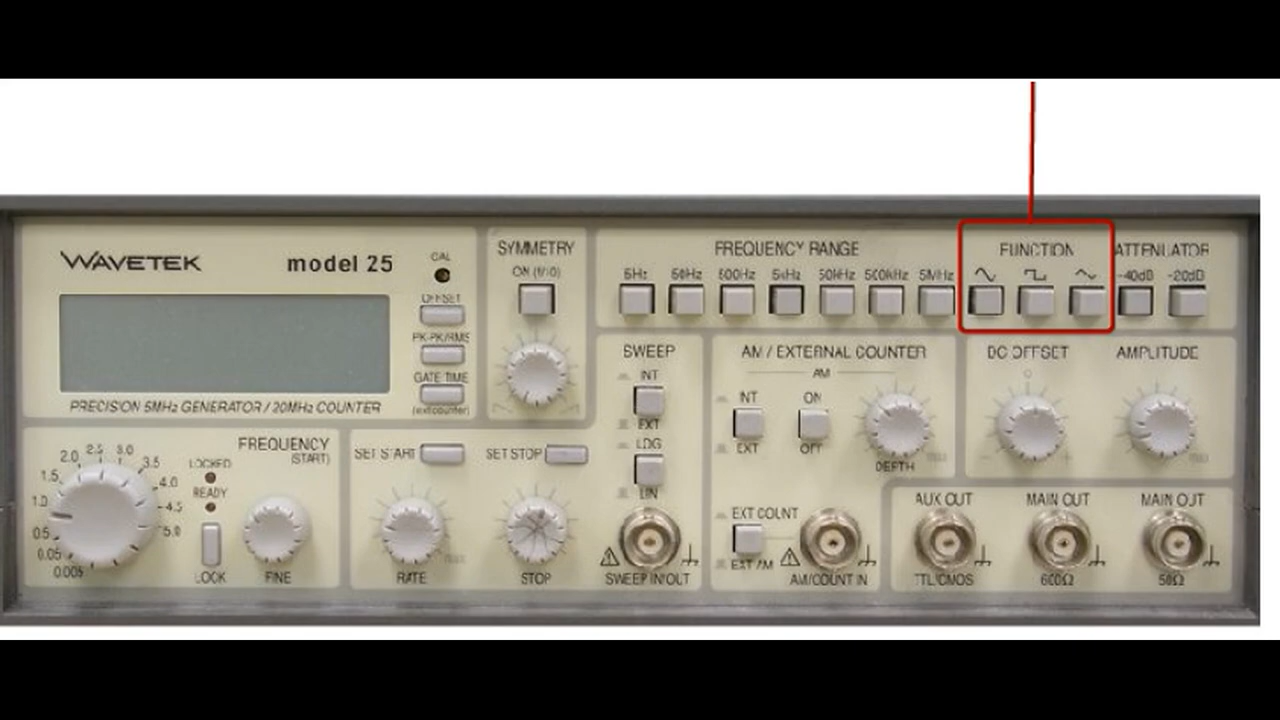 WAVETEK model 25
CAL
OFFSET
PK-PK/RMS
GATE TIME
(ext counter)
PRECISION 5MHz GENERATOR / 20MHz COUNTER
SYMMETRY
ON (f/10)
FREQUENCY RANGE
5Hz 50Hz 500Hz 5kHz 50kHz 500kHz 5MHz
FUNCTION
ATTENUATOR
-40dB -20dB
FREQUENCY
(START)
2.0 2.5 3.0 3.5
1.5 4.0
1.0 4.5
0.5 5.0
0.05
0.005
LOCKED
READY
LOCK
FINE
SET START
SET STOP
RATE
STOP
SWEEP
INT
EXT
LOG
LIN
SWEEP IN/OUT
AM / EXTERNAL COUNTER
AM
INT ON
EXT OFF
DEPTH
EXT COUNT
EXT AM
AM/COUNT IN
DC OFFSET
AMPLITUDE
AUX OUT MAIN OUT MAIN OUT
TTL/CMOS 600Ω 50Ω